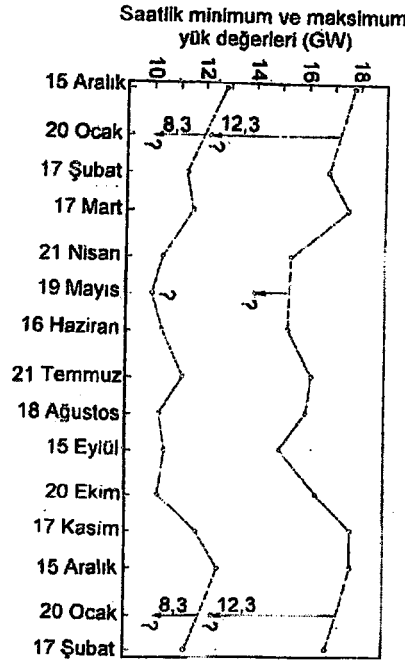 Saatlik minimum ve maksimum
yük değerleri (GW)
10 12 14 16 18
15 Aralık
20 Ocak 8,3 12,3
? ?
17 Şubat
17 Mart
21 Nisan
19 Mayıs ? ?
16 Haziran
21 Temmuz
18 Ağustos
15 Eylül
20 Ekim
17 Kasim
15 Aralık
20 Ocak 8,3 12,3
? ?
17 Şubat